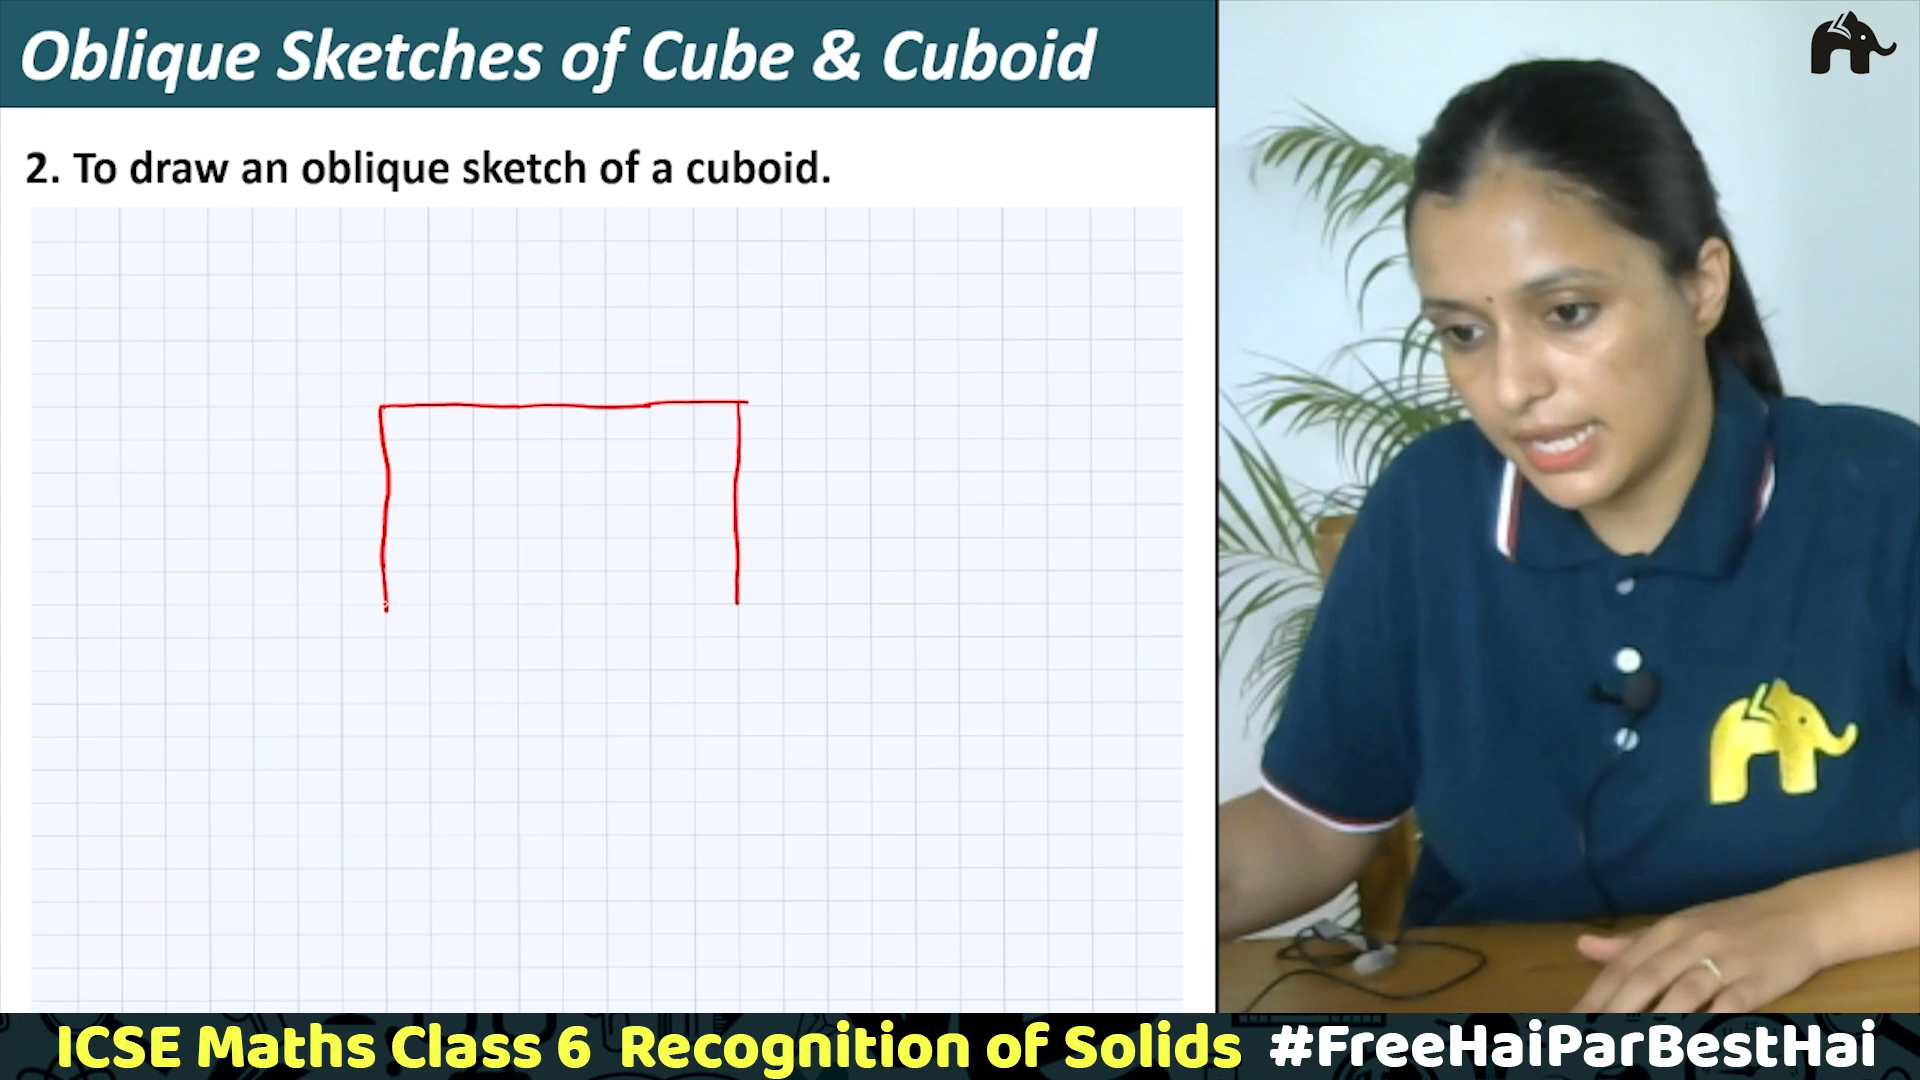 Oblique Sketches of Cube & Cuboid
2. To draw an oblique sketch of a cuboid.
ICSE Maths Class 6 Recognition of Solids #FreeHaiParBestHai